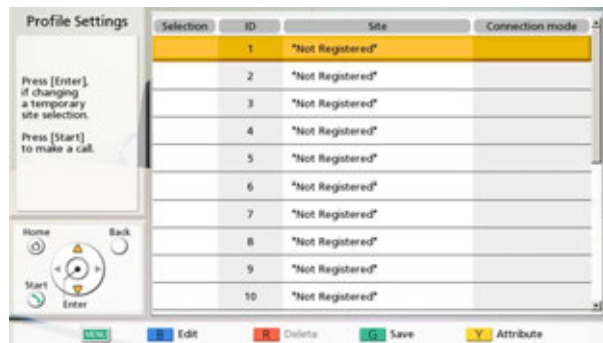 Profile Settings
Press [Enter],
if changing
a temporary
site selection.
Press [Start]
to make a call.
Home
Back
Start
Enter
Selection ID Site Connection mode
1 "Not Registered"
2 "Not Registered"
3 "Not Registered"
4 "Not Registered"
5 "Not Registered"
6 "Not Registered"
7 "Not Registered"
8 "Not Registered"
9 "Not Registered"
10 "Not Registered"
MENU B Edit R Delete G Save Y Attribute